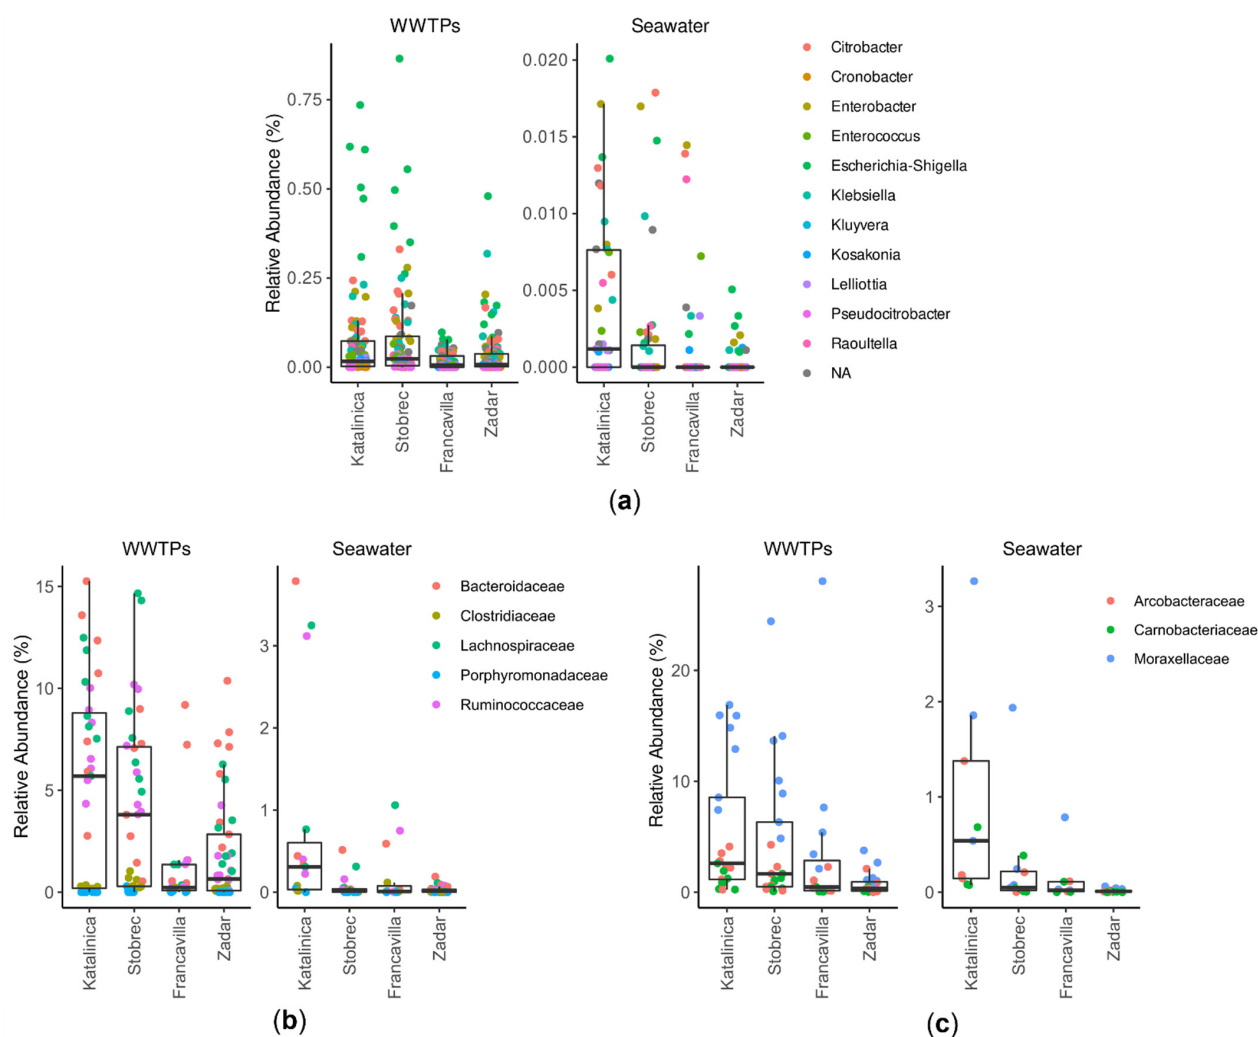 WWTPs
Seawater
Relative Abundance (%)
0.75
0.50
0.25
0.00
0.020
0.015
0.010
0.005
0.000
Katalinica
Stobrec
Francavilla
Zadar
Katalinica
Stobrec
Francavilla
Zadar
Citrobacter
Cronobacter
Enterobacter
Enterococcus
Escherichia-Shigella
Klebsiella
Kluyvera
Kosakonia
Lelliottia
Pseudocitrobacter
Raoultella
NA
(a)
WWTPs
Seawater
Relative Abundance (%)
15
10
5
0
3
2
1
0
Katalinica
Stobrec
Francavilla
Zadar
Katalinica
Stobrec
Francavilla
Zadar
Bacteroidaceae
Clostridiaceae
Lachnospiraceae
Porphyromonadaceae
Ruminococcaceae
(b)
WWTPs
Seawater
Relative Abundance (%)
20
10
0
3
2
1
0
Katalinica
Stobrec
Francavilla
Zadar
Katalinica
Stobrec
Francavilla
Zadar
Arcobacteraceae
Carnobacteriaceae
Moraxellaceae
(c)